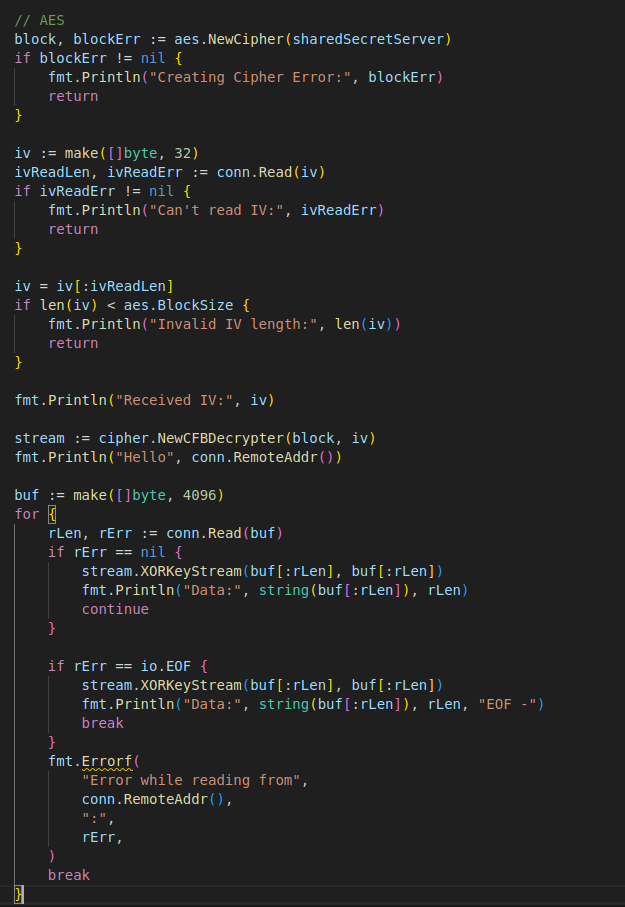 // AES
block, blockErr := aes.NewCipher(sharedSecretServer)
if blockErr != nil {
    fmt.Println("Creating Cipher Error:", blockErr)
    return
}

iv := make([]byte, 32)
ivReadLen, ivReadErr := conn.Read(iv)
if ivReadErr != nil {
    fmt.Println("Can't read IV:", ivReadErr)
    return
}

iv = iv[:ivReadLen]
if len(iv) < aes.BlockSize {
    fmt.Println("Invalid IV length:", len(iv))
    return
}

fmt.Println("Received IV:", iv)

stream := cipher.NewCFBDecrypter(block, iv)
fmt.Println("Hello", conn.RemoteAddr())

buf := make([]byte, 4096)
for {
    rLen, rErr := conn.Read(buf)
    if rErr == nil {
        stream.XORKeyStream(buf[:rLen], buf[:rLen])
        fmt.Println("Data:", string(buf[:rLen]), rLen)
        continue
    }

    if rErr == io.EOF {
        stream.XORKeyStream(buf[:rLen], buf[:rLen])
        fmt.Println("Data:", string(buf[:rLen]), rLen, "EOF -")
        break
    }
    fmt.Errorf(
        "Error while reading from",
        conn.RemoteAddr(),
        ":",
        rErr,
    )
    break
}